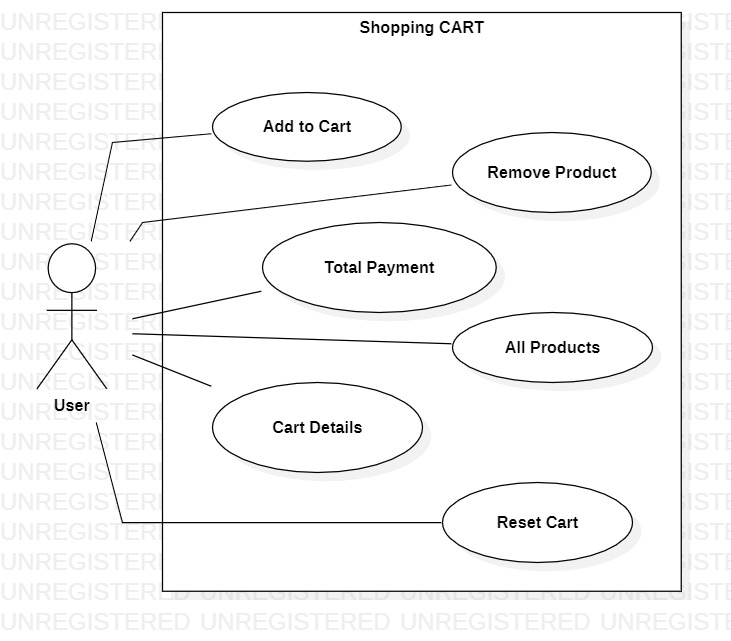 Shopping CART
Add to Cart
Remove Product
Total Payment
All Products
Cart Details
User
Reset Cart
UNREGISTERED UNREGISTERED UNREGISTERED UNREGISTERED